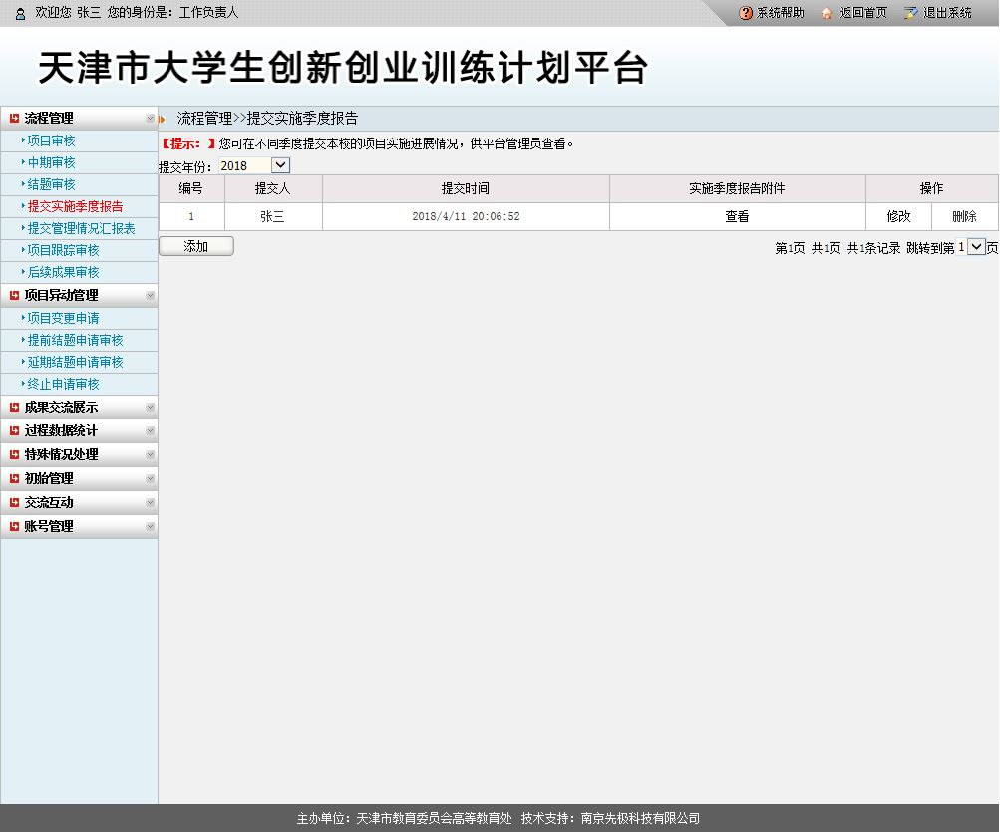 欢迎您 张三 您的身份是：工作负责人 系统帮助 返回首页 退出系统
天津市大学生创新创业训练计划平台
流程管理
项目审核
中期审核
结题审核
提交实施季度报告
提交管理情况汇报表
项目跟踪审核
后续成果审核
项目异动管理
项目变更申请
提前结题申请审核
延期结题申请审核
终止申请审核
成果交流展示
过程数据统计
特殊情况处理
初始管理
交流互动
账号管理
流程管理>>提交实施季度报告
【提示：】您可在不同季度提交本校的项目实施进展情况，供平台管理员查看。
提交年份：2018
编号 提交人 提交时间 实施季度报告附件 操作
1 张三 2018/4/11 20:06:52 查看 修改 删除
添加 第1页 共1页 共1条记录 跳转到第 1 页
主办单位：天津市教育委员会高等教育处 技术支持：南京先极科技有限公司